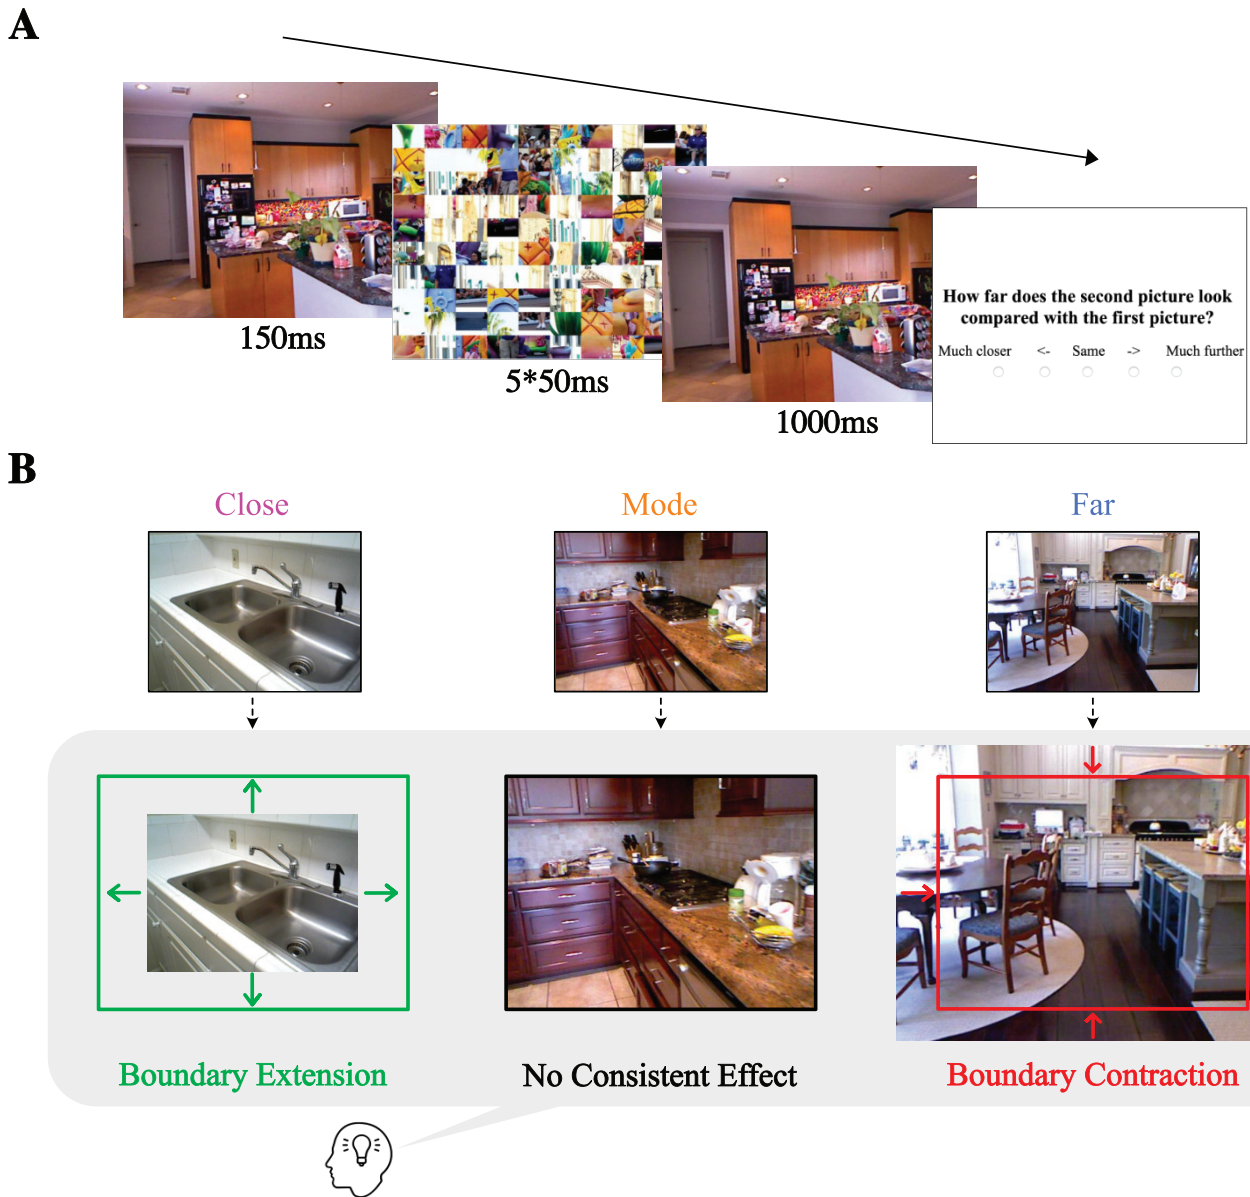 A
150ms
5*50ms
1000ms
How far does the second picture look
compared with the first picture?
Much closer <- Same -> Much further
B
Close Mode Far
Boundary Extension No Consistent Effect Boundary Contraction